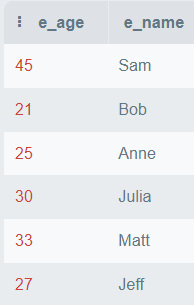 e_age e_name
45 Sam
21 Bob
25 Anne
30 Julia
33 Matt
27 Jeff